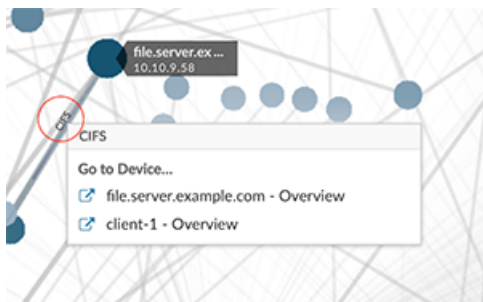 file.server.ex ...
10.10.9.58
CIFS
CIFS
Go to Device...
file.server.example.com - Overview
client-1 - Overview